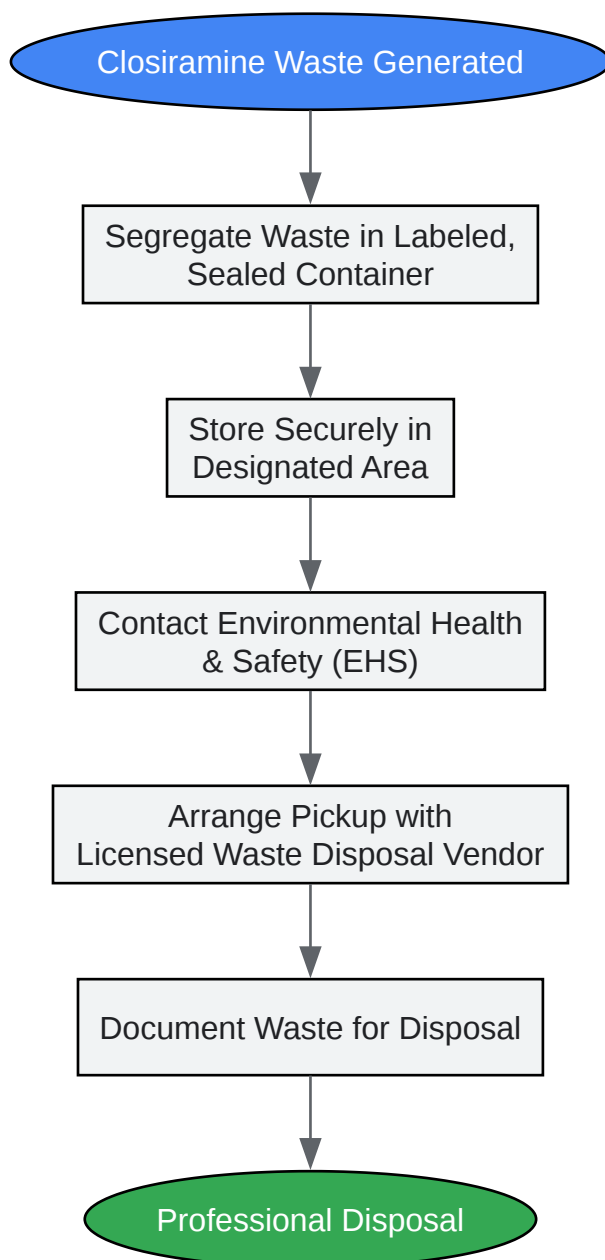 Closiramine Waste Generated
Segregate Waste in Labeled,
Sealed Container
Store Securely in
Designated Area
Contact Environmental Health
& Safety (EHS)
Arrange Pickup with
Licensed Waste Disposal Vendor
Document Waste for Disposal
Professional Disposal